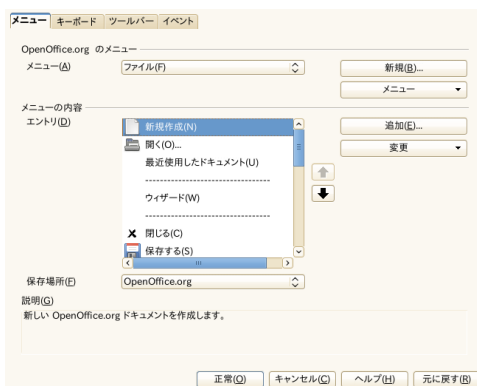 メニュー キーボード ツールバー イベント
OpenOffice.org のメニュー
メニュー(A) ファイル(F) 新規(B)...
メニュー
メニューの内容
エントリ(D) 新規作成(N) 追加(E)...
開く(O)... 変更
最近使用したドキュメント(U)
--------------------------------
ウィザード(W)
--------------------------------
閉じる(C)
保存する(S)
保存場所(F) OpenOffice.org
説明(G)
新しい OpenOffice.org ドキュメントを作成します。
正常(O) キャンセル(C) ヘルプ(H) 元に戻す(R)